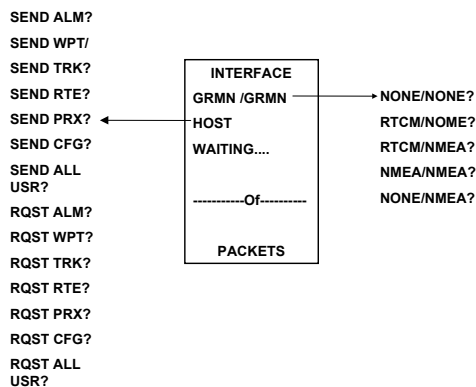 SEND ALM?
SEND WPT/
SEND TRK?
SEND RTE?
SEND PRX?
SEND CFG?
SEND ALL
USR?
RQST ALM?
RQST WPT?
RQST TRK?
RQST RTE?
RQST PRX?
RQST CFG?
RQST ALL
USR?
INTERFACE
GRMN /GRMN
HOST
WAITING....
-----------Of----------
PACKETS
NONE/NONE?
RTCM/NOME?
RTCM/NMEA?
NMEA/NMEA?
NONE/NMEA?